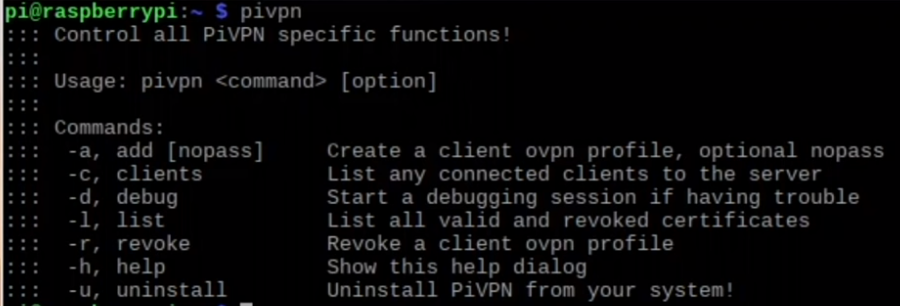 pi@raspberrypi:~ $ pivpn
::: Control all PiVPN specific functions!
:::
::: Usage: pivpn <command> [option]
:::
::: Commands:
:::  -a, add [nopass]     Create a client ovpn profile, optional nopass
:::  -c, clients          List any connected clients to the server
:::  -d, debug            Start a debugging session if having trouble
:::  -l, list             List all valid and revoked certificates
:::  -r, revoke           Revoke a client ovpn profile
:::  -h, help             Show this help dialog
:::  -u, uninstall        Uninstall PiVPN from your system!